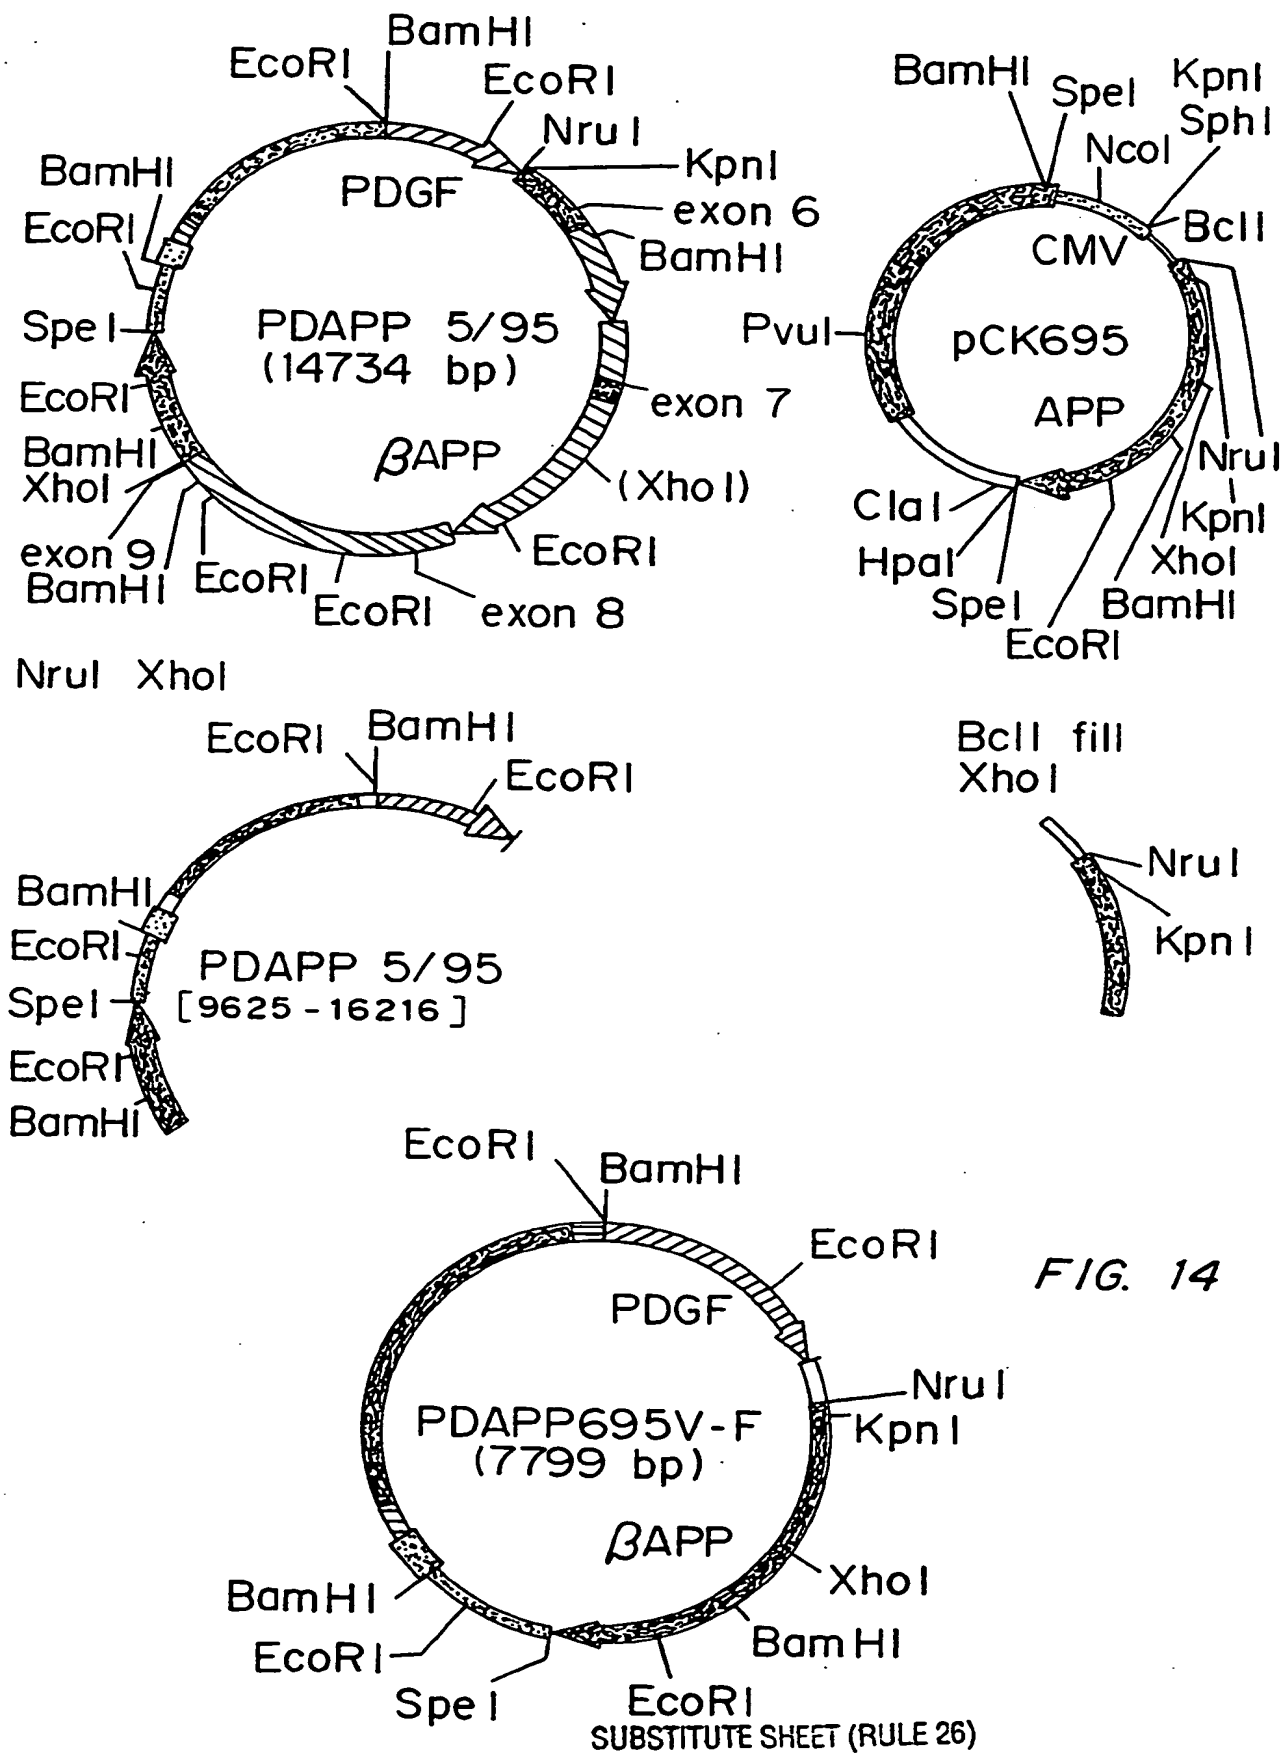 BamHI
EcoRI
EcoRI
NruI
KpnI
BamHI
PDGF
exon 6
EcoRI
BamHI
SpeI
PDAPP 5/95
(14734 bp)
EcoRI
exon 7
BamHI
βAPP
XhoI
(XhoI)
exon 9
EcoRI
BamHI
EcoRI
EcoRI
exon 8
BamHI
SpeI
KpnI
SphI
NcoI
BclI
CMV
PvuI
pCK695
APP
NruI
ClaI
KpnI
HpaI
XhoI
SpeI
BamHI
EcoRI
NruI XhoI
EcoRI
BamHI
EcoRI
BamHI
EcoRI
PDAPP 5/95
SpeI
[9625-16216]
EcoRI
BamHI
BclI fill
XhoI
NruI
KpnI
EcoRI
BamHI
EcoRI
PDGF
FIG. 14
NruI
PDAPP695V-F
KpnI
(7799 bp)
βAPP
XhoI
BamHI
BamHI
EcoRI
SpeI
EcoRI
SUBSTITUTE SHEET (RULE 26)